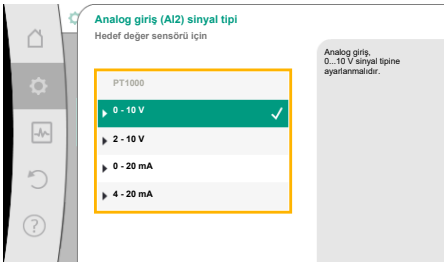 Analog giriş (AI2) sinyal tipi
Hedef değer sensörü için
PT1000
0 - 10 V
2 - 10 V
0 - 20 mA
4 - 20 mA
Analog giriş,
0...10 V sinyal tipine
ayarlanmalıdır.
?